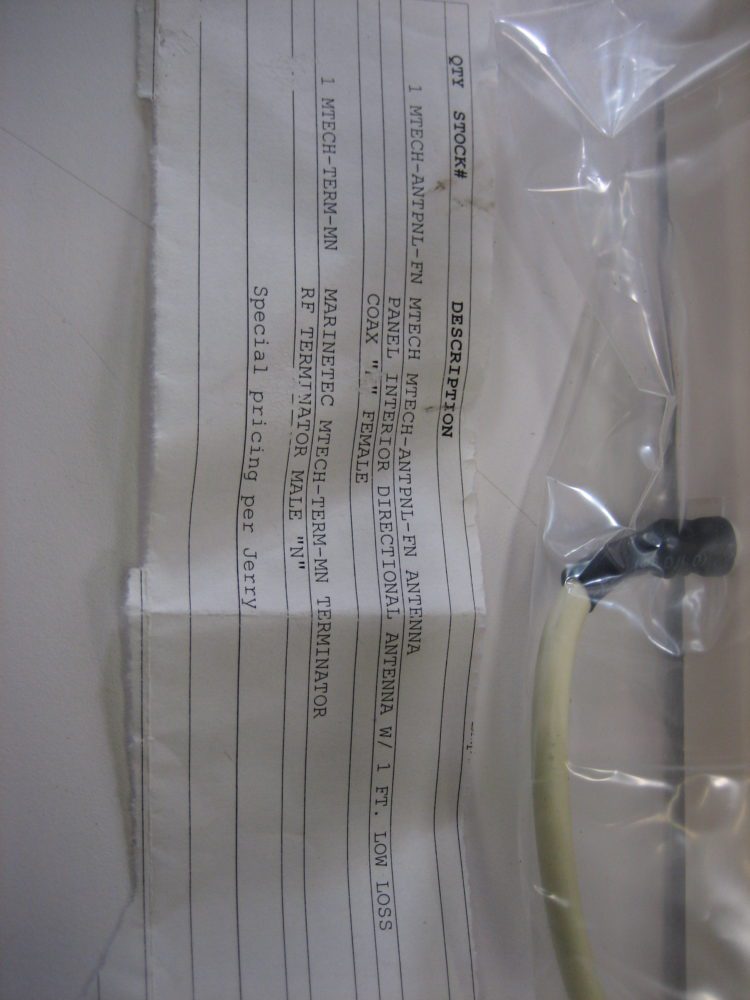 QTY STOCK# DESCRIPTION
1 MTECH-ANTPNL-FN MTECH MTECH-ANTPNL-FN ANTENNA
PANEL INTERIOR DIRECTIONAL ANTENNA W/ 1 FT. LOW LOSS
COAX " " FEMALE
1 MTECH-TERM-MN MARINETEC MTECH-TERM-MN TERMINATOR
RF TERMINATOR MALE "N"
Special pricing per Jerry